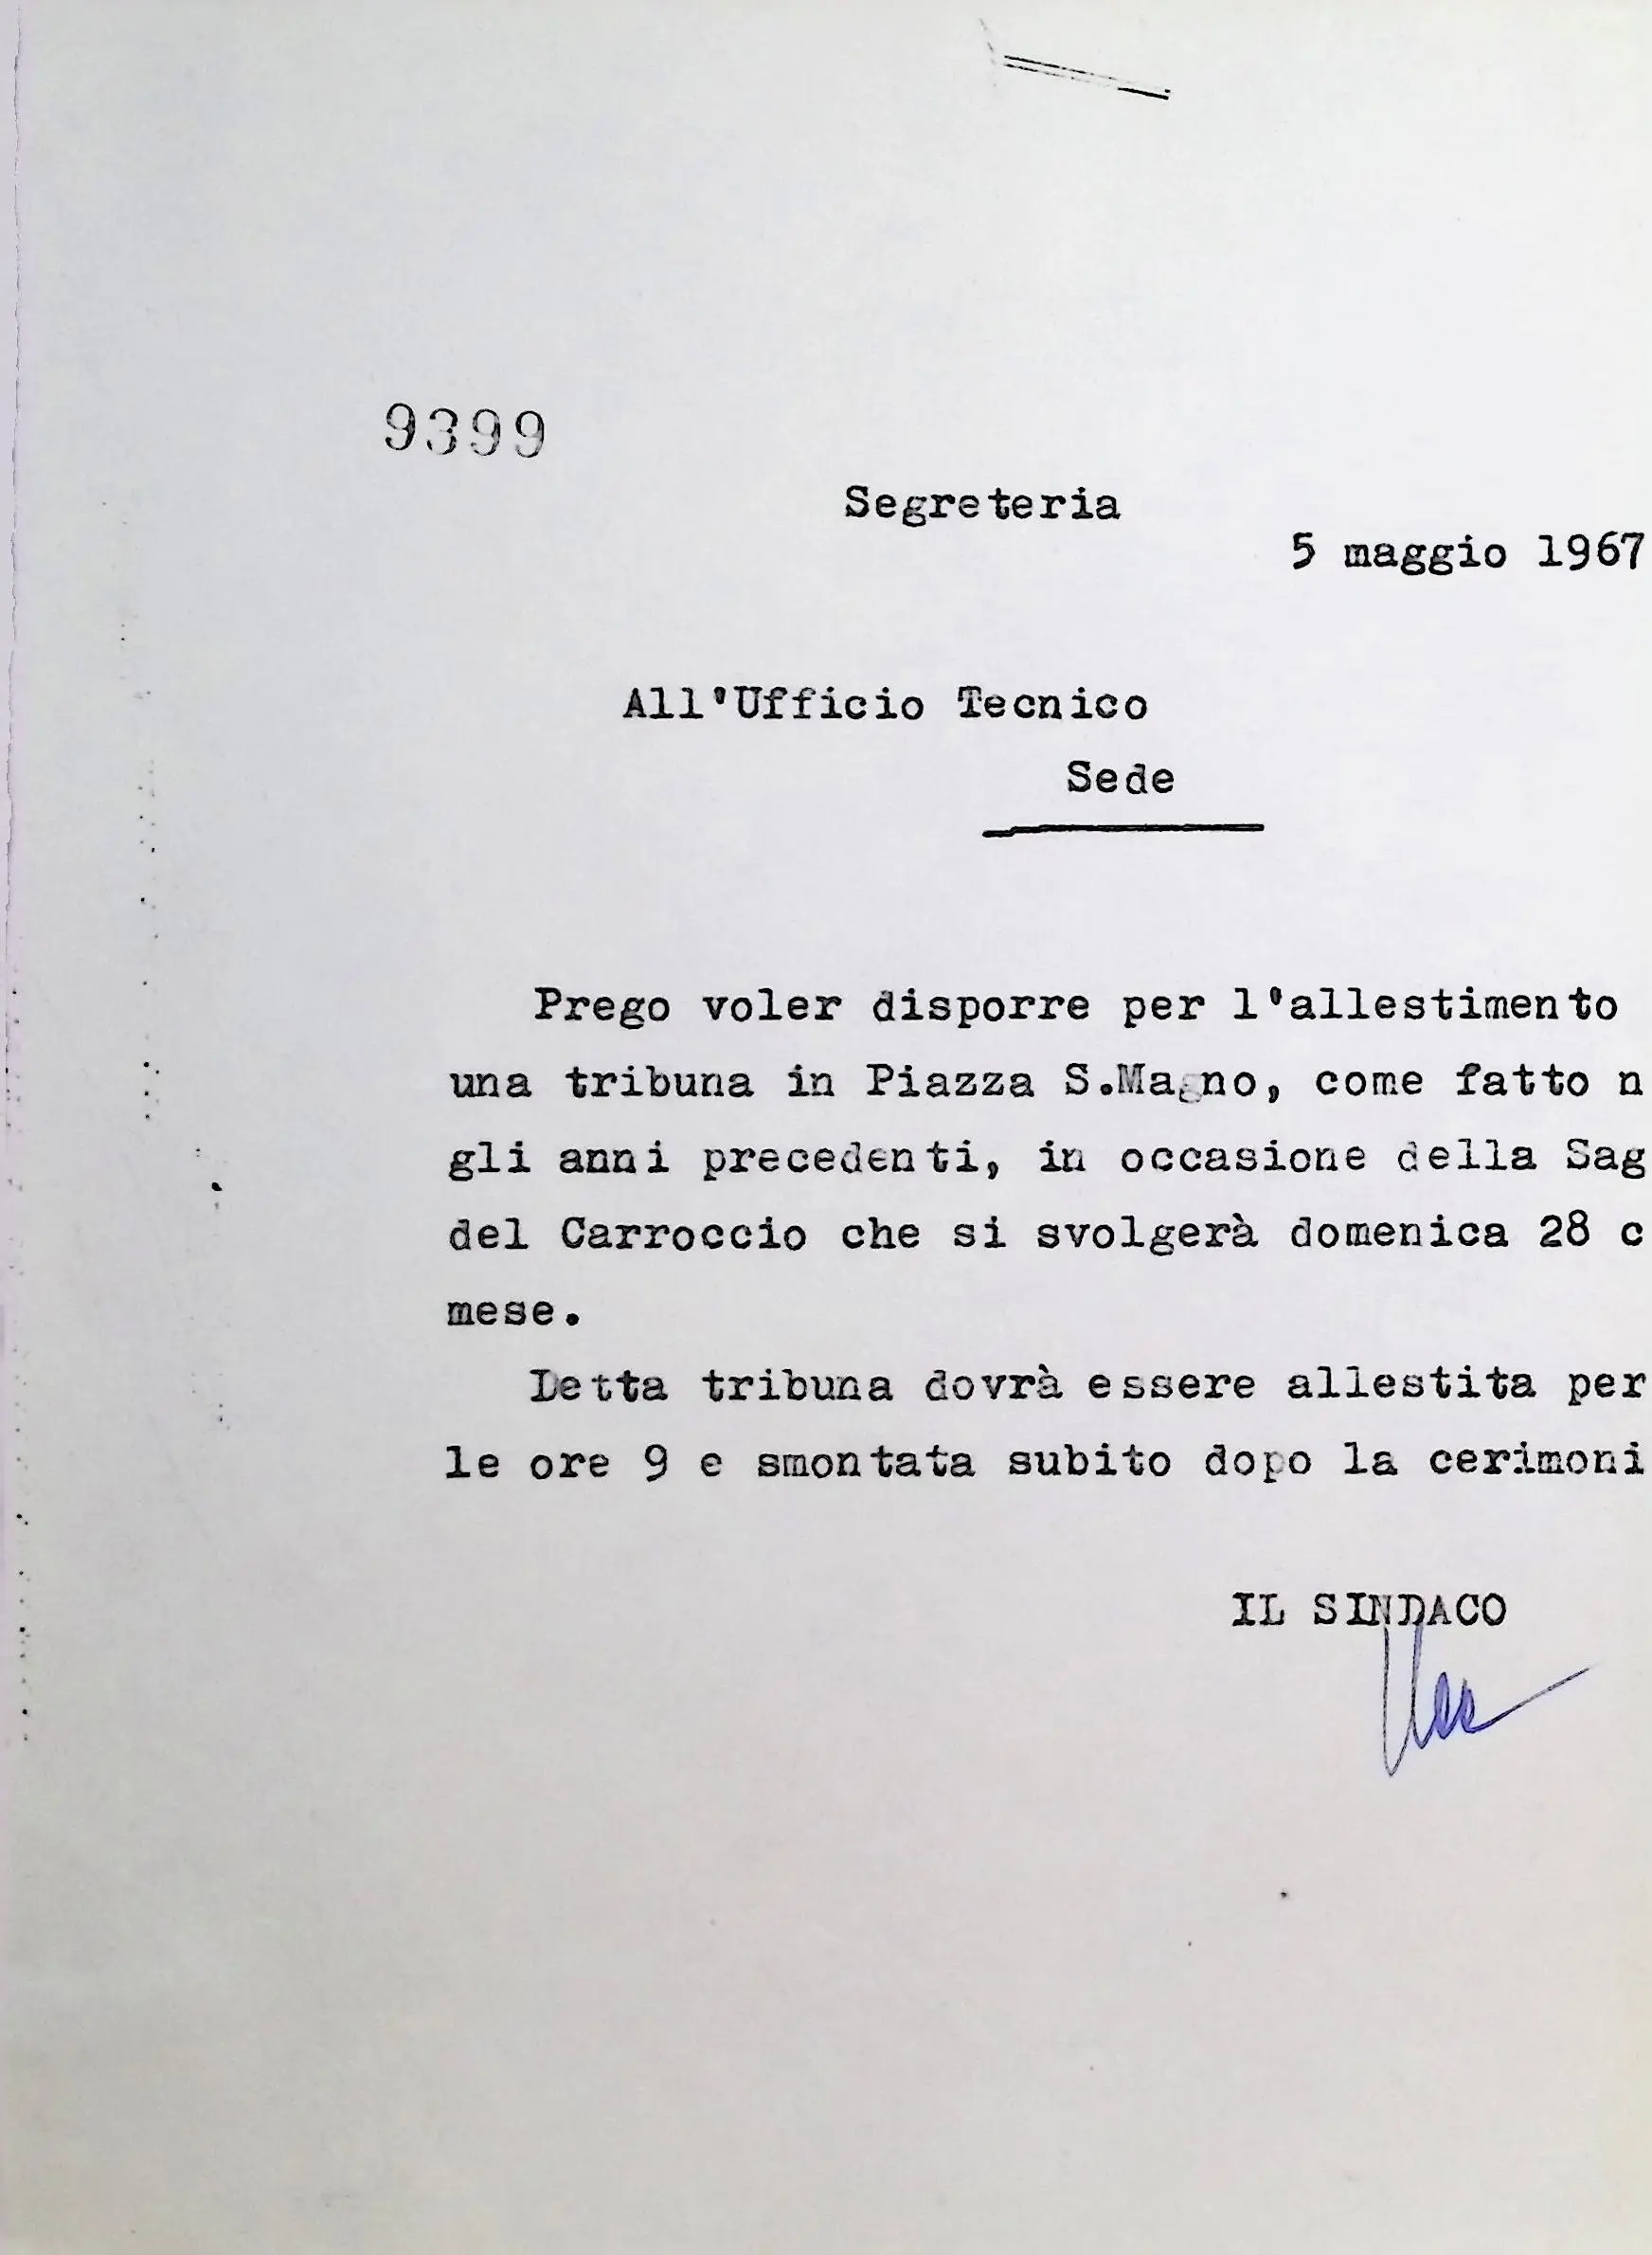 9399
Segreteria
5 maggio 1967
All'Ufficio Tecnico
Sede
Prego voler disporre per l'allestimento
una tribuna in Piazza S.Magno, come fatto n
gli anni precedenti, in occasione della Sag
del Carroccio che si svolgerà domenica 28 c
mese.
Detta tribuna dovrà essere allestita per
le ore 9 e smontata subito dopo la cerimoni
IL SINDACO